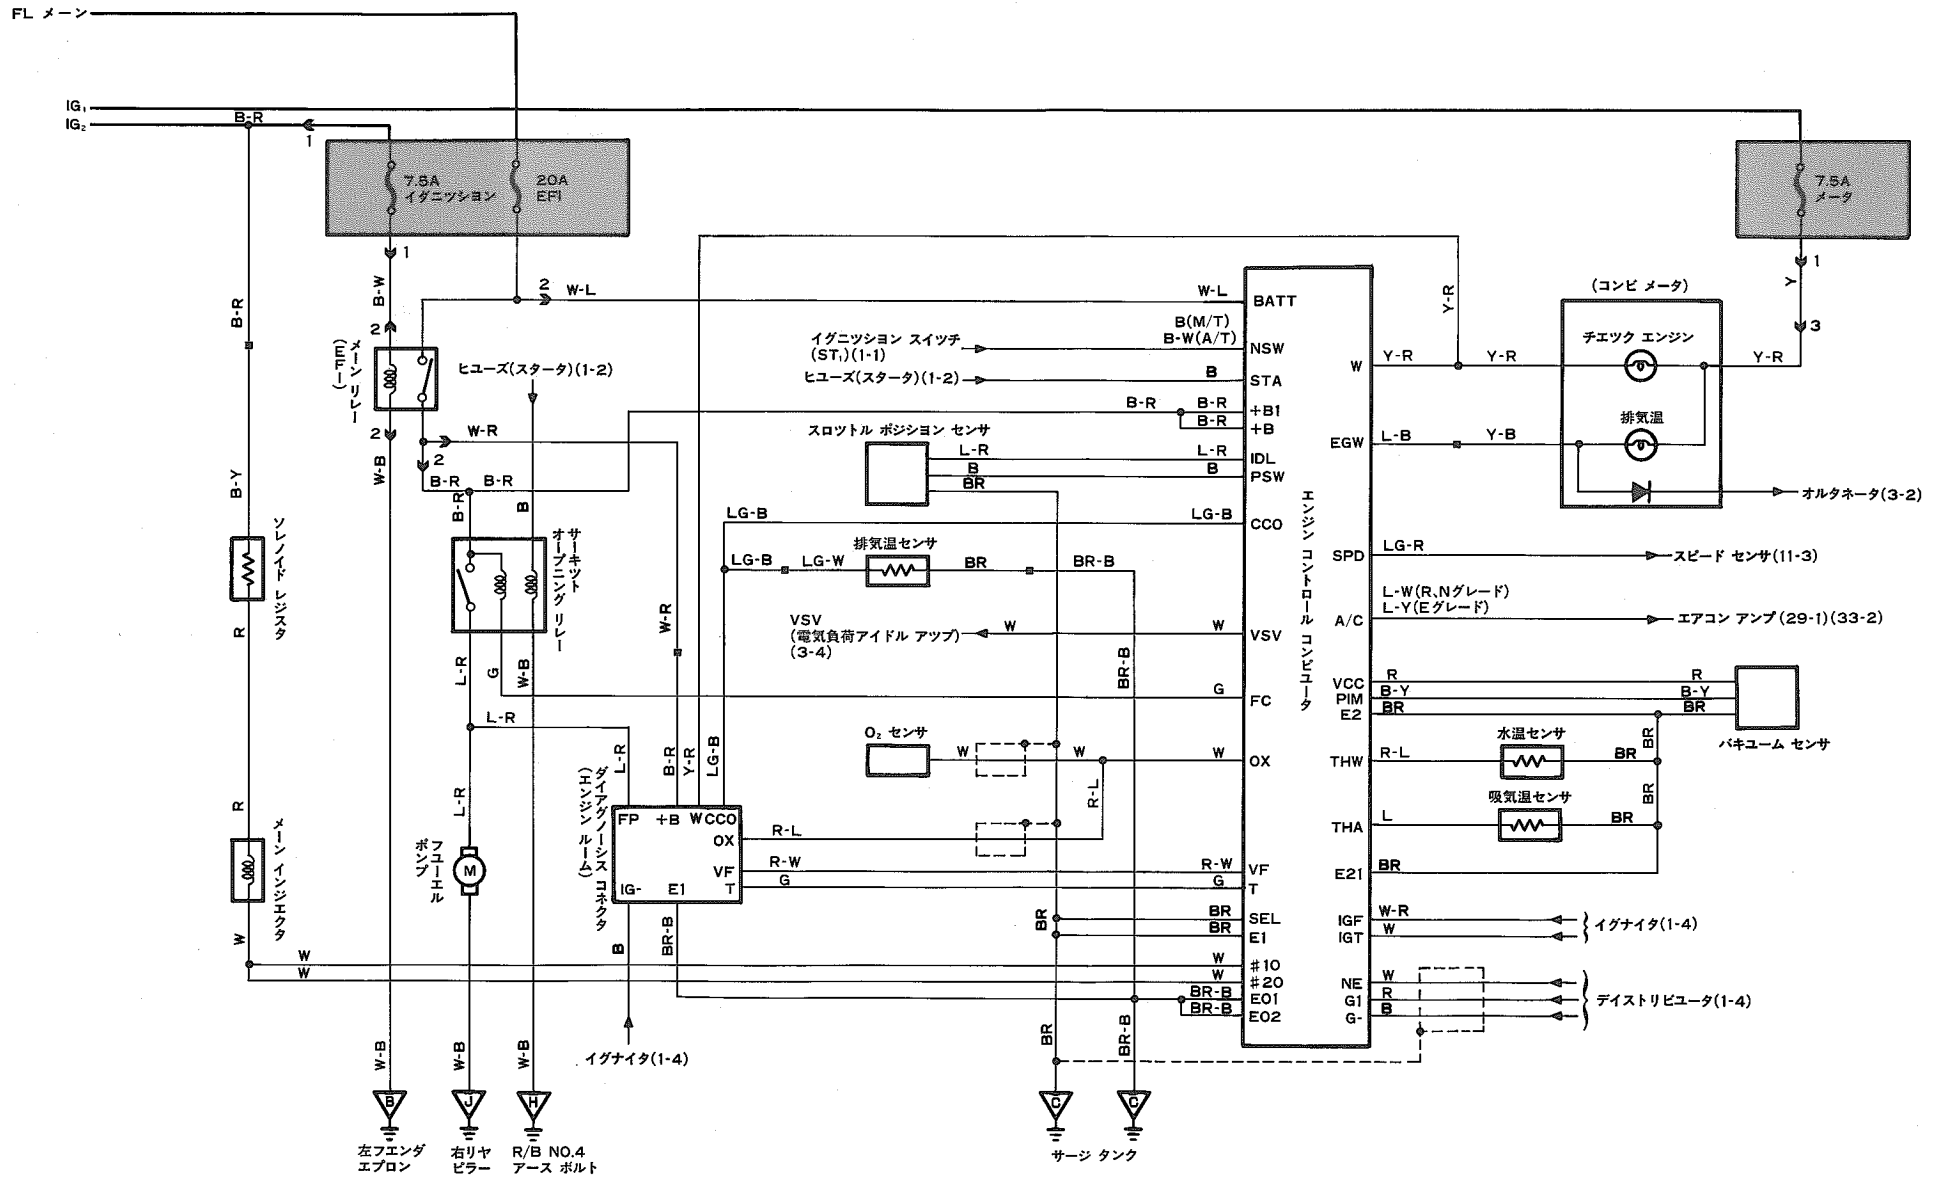 FL メーン
IG₁
IG₂
B-R
1
7.5A
イグニッション
20A
EFI
7.5A
メータ
1
1
B-W
2
W-L
W-L
BATT
Y-R
Y
3
(コンビ メータ)
チエツク エンジン
B-R
2
メーン リレー
(EFI)
ヒユーズ(スタータ)(1-2)
イグニッション スイッチ
(ST₁)(1-1)
B(M/T)
B-W(A/T)
NSW
ヒユーズ(スタータ)(1-2)
B
STA
W
Y-R
Y-R
Y-R
B-R
B-R
+B1
B-R
+B
排気温
EGW
L-B
Y-B
オルタネータ(3-2)
2
W-R
2
W-B
B-R
B-R
B-R
B
スロツトル ポジション センサ
L-R
L-R
IDL
B
B
PSW
BR
B-Y
LG-B
LG-B
CCO
エンジン コントロール コンピュータ
ソレノイド レジスタ
サーキツト
オープニング リレー
LG-B
LG-W
排気温センサ
BR
BR-B
SPD
LG-R
スピード センサ(11-3)
L-W(R,Nグレード)
L-Y(Eグレード)
A/C
エアコン アンプ(29-1)(33-2)
R
W-R
VSV
(電気負荷アイドル アツプ)
(3-4)
W
W
VSV
L-R
G
W-B
BR-B
G
FC
VCC
R
R
PIM
B-Y
B-Y
E2
BR
BR
バキユーム センサ
L-R
L-R
B-R
Y-R
LG-B
O₂ センサ
W
W
W
OX
R-L
THW
R-L
水温センサ
BR
BR
BR
THA
L
吸気温センサ
BR
E21
BR
R
メーン インジエクタ
L-R
フユーエル
ポンプ
M
ダイアグノーシス コネクタ
(エンジン ルーム)
FP
+B
W
CCO
OX
R-L
VF
R-W
R-W
VF
T
G
G
T
IG-
E1
B
BR-B
W
BR
BR
SEL
BR
E1
IGF
W-R
IGT
W
イグナイタ(1-4)
W
W
W
#10
W
#20
BR-B
E01
BR-B
E02
NE
W
G1
R
G-
B
デイストリビユータ(1-4)
イグナイタ(1-4)
W-B
W-B
W-B
BR
BR-B
B
J
H
C
C
左フエンダ
エプロン
右リヤ
ピラー
R/B NO.4
アース ボルト
サージ タンク